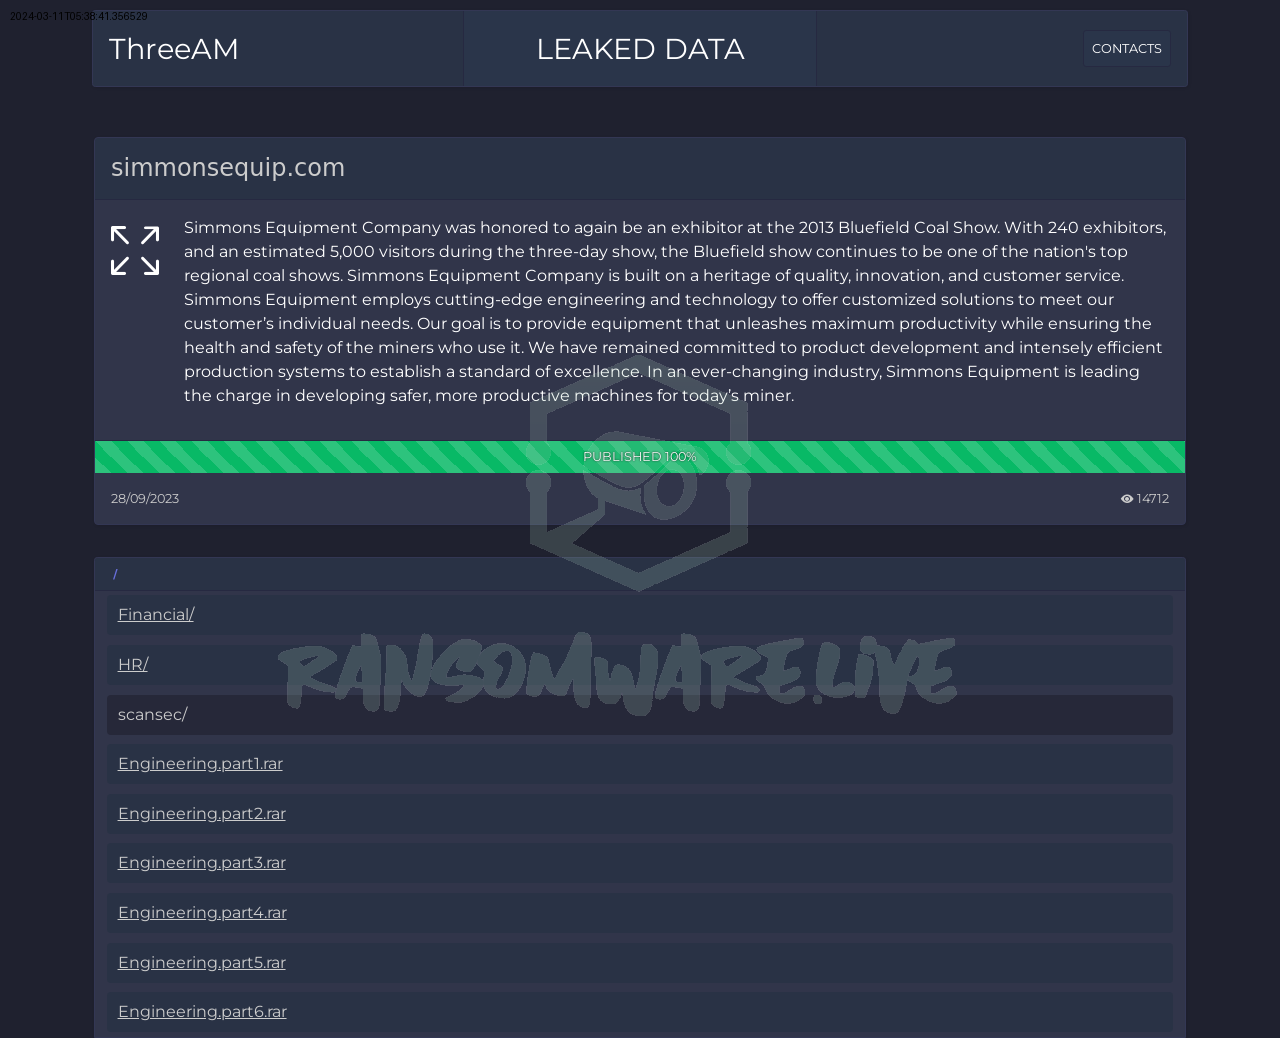 2024-03-11T05:38:41.356529
ThreeAM
LEAKED DATA
CONTACTS
simmonsequip.com
Simmons Equipment Company was honored to again be an exhibitor at the 2013 Bluefield Coal Show. With 240 exhibitors,
and an estimated 5,000 visitors during the three-day show, the Bluefield show continues to be one of the nation's top
regional coal shows. Simmons Equipment Company is built on a heritage of quality, innovation, and customer service.
Simmons Equipment employs cutting-edge engineering and technology to offer customized solutions to meet our
customer’s individual needs. Our goal is to provide equipment that unleashes maximum productivity while ensuring the
health and safety of the miners who use it. We have remained committed to product development and intensely efficient
production systems to establish a standard of excellence. In an ever-changing industry, Simmons Equipment is leading
the charge in developing safer, more productive machines for today’s miner.
PUBLISHED 100%
28/09/2023
14712
/
Financial/
HR/
RANSOMWARE.LIVE
scansec/
Engineering.part1.rar
Engineering.part2.rar
Engineering.part3.rar
Engineering.part4.rar
Engineering.part5.rar
Engineering.part6.rar